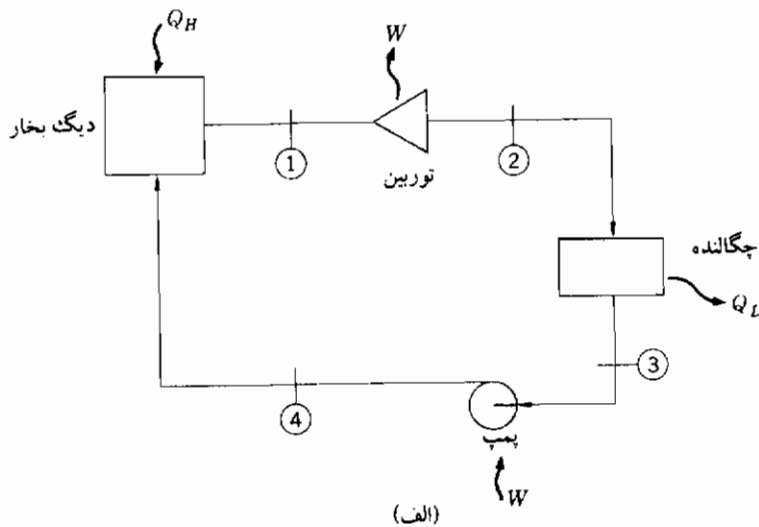 Q_H
W
دیگ بخار
①
②
توربین
چگالنده
Q_L
③
④
پمپ
W
(الف)